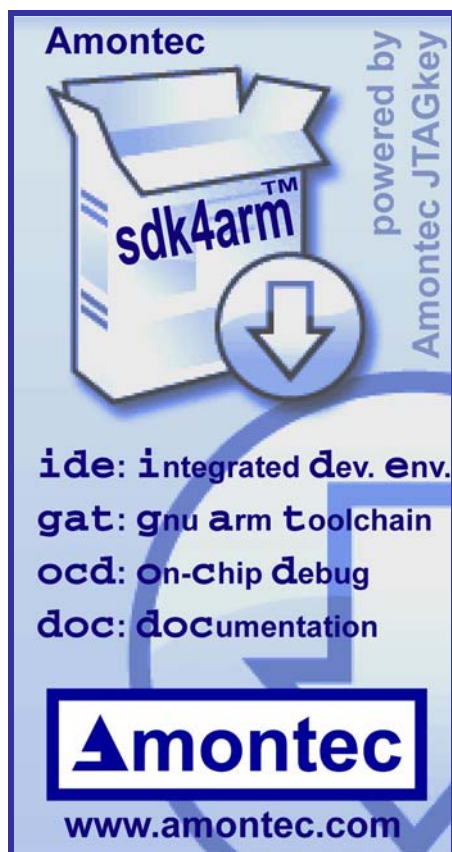 Amontec
sdk4arm™
powered by
Amontec JTAGkey
ide: integrated dev. env.
gat: gnu arm toolchain
ocd: on-chip debug
doc: documentation
Amontec
www.amontec.com